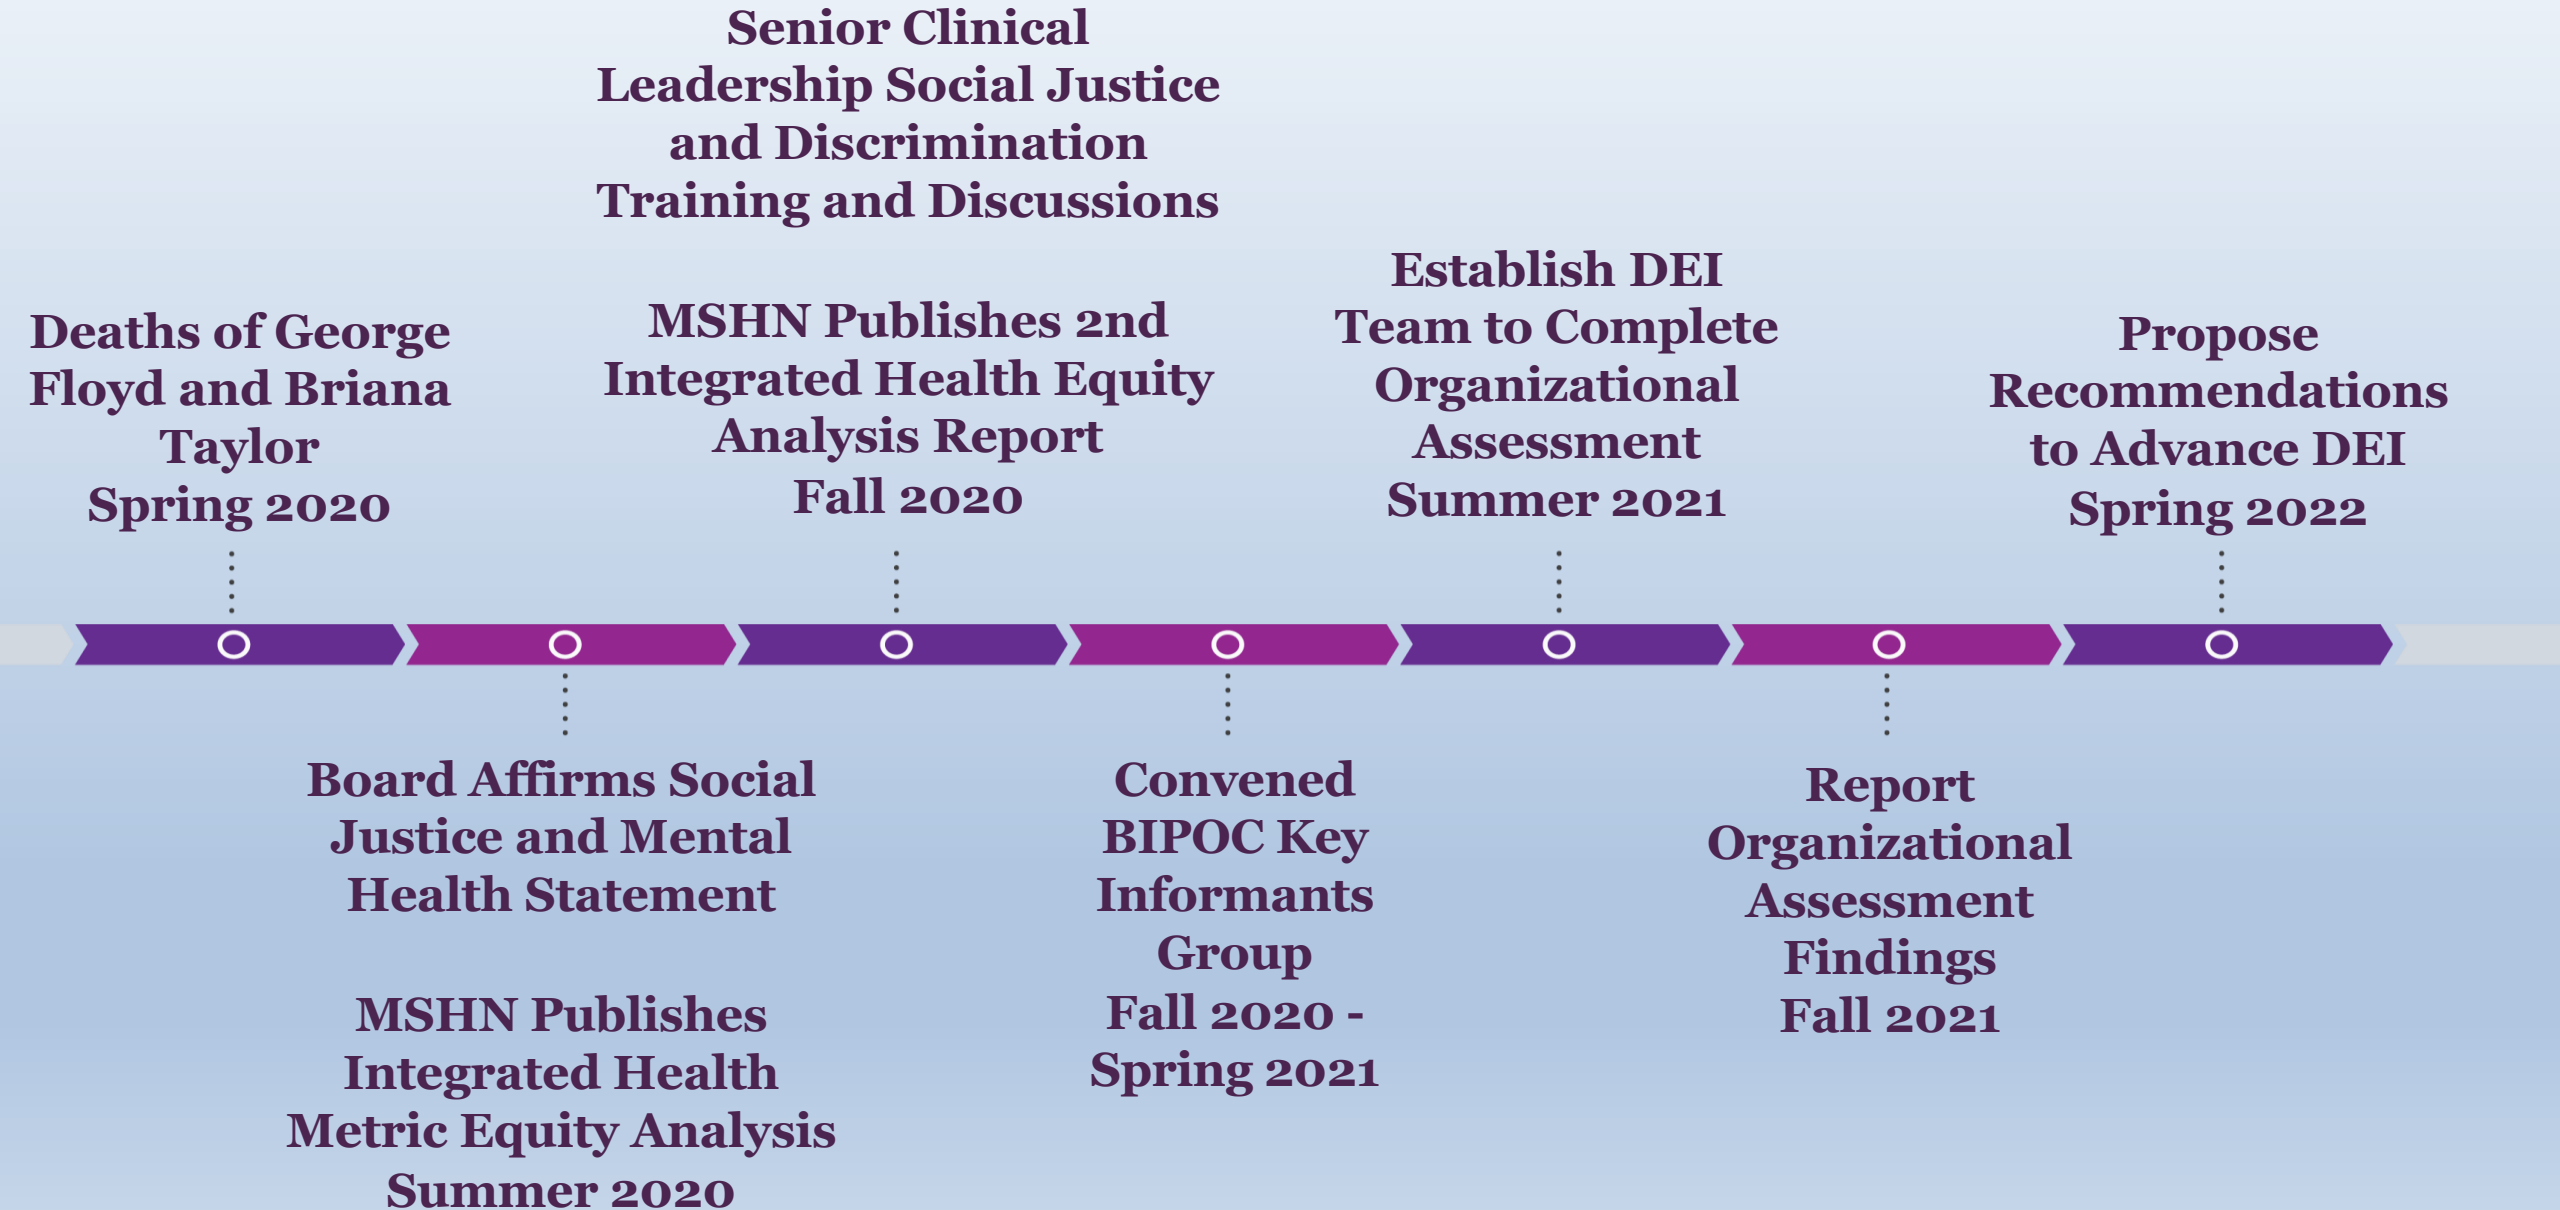 Deaths of George
Floyd and Briana
Taylor
Spring 2020
Board Affirms Social
Justice and Mental
Health Statement
MSHN Publishes
Integrated Health
Metric Equity Analysis
Summer 2020
Senior Clinical
Leadership Social Justice
and Discrimination
Training and Discussions
MSHN Publishes 2nd
Integrated Health Equity
Analysis Report
Fall 2020
Convened
BIPOC Key
Informants
Group
Fall 2020 -
Spring 2021
Establish DEI
Team to Complete
Organizational
Assessment
Summer 2021
Report
Organizational
Assessment
Findings
Fall 2021
Propose
Recommendations
to Advance DEI
Spring 2022